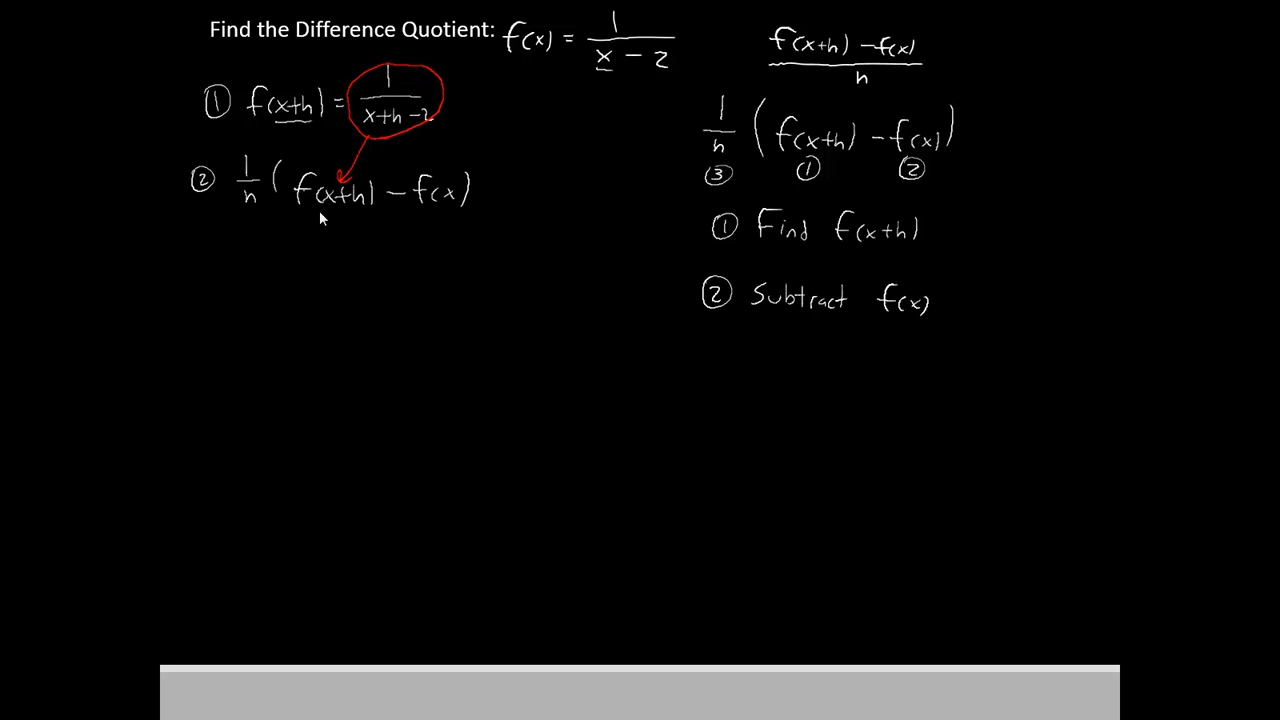 Find the Difference Quotient: f(x) = 1/(x - 2)
(f(x+h) - f(x))/h
① f(x+h) = 1/(x+h-2)
1/h (f(x+h) - f(x))
③ ① ②
② 1/h (f(x+h) - f(x)
① Find f(x+h)
② Subtract f(x)